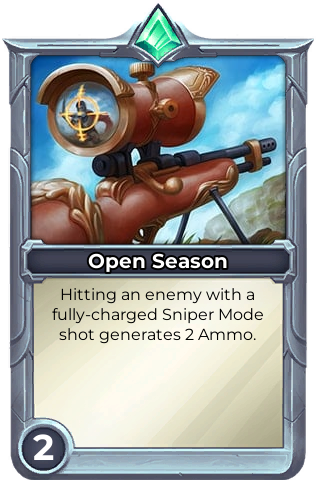 Open Season
Hitting an enemy with a
fully-charged Sniper Mode
shot generates 2 Ammo.
2